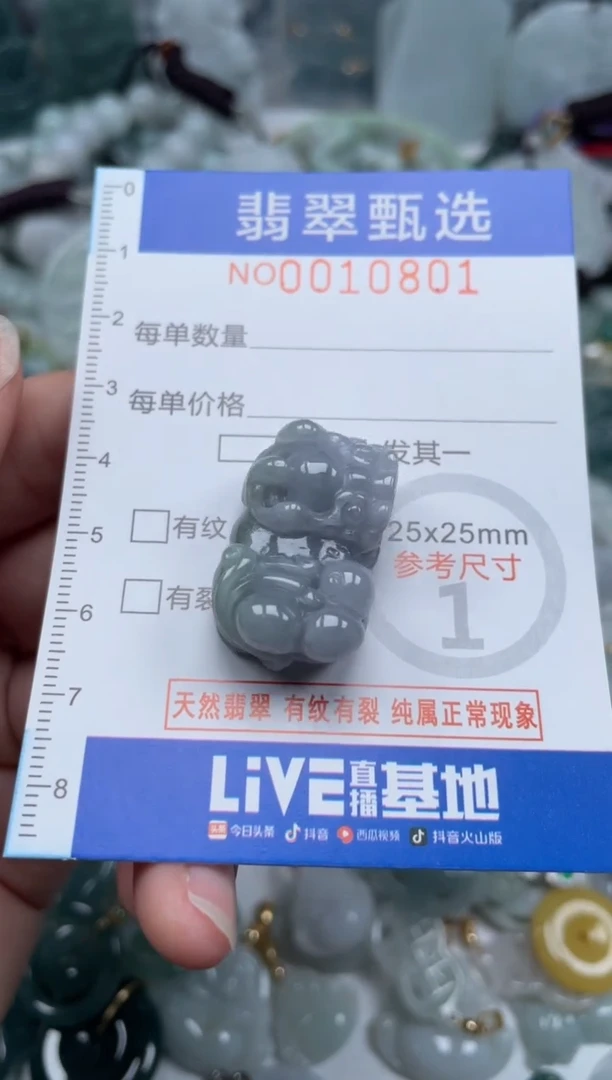 0
翡翠甄选
1
NO0010801
2
每单数量
3
每单价格
4
发其一
5
有纹
25x25mm
参考尺寸
1
6
有裂
7
天然翡翠 有纹有裂 纯属正常现象
8
LiVE直播基地
头条 今日头条 抖音 西瓜视频 抖音火山版